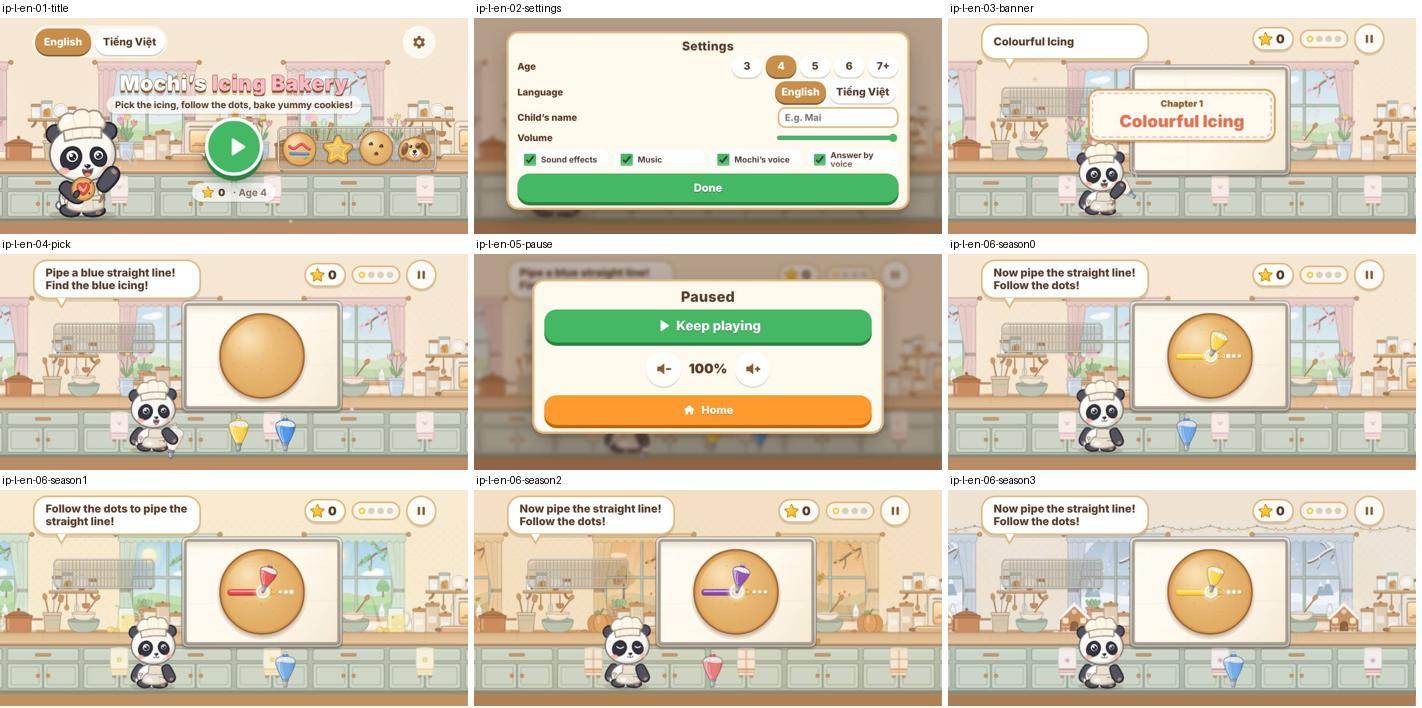 ip-l-en-01-title
English
Tiếng Việt
Mochi's Icing Bakery
Pick the icing, follow the dots, bake yummy cookies!
0 · Age 4
ip-l-en-02-settings
Settings
Age
3
4
5
6
7+
Language
English
Tiếng Việt
Child's name
E.g. Mai
Volume
Sound effects
Music
Mochi's voice
Answer by
voice
Done
ip-l-en-03-banner
Colourful Icing
0
Chapter 1
Colourful Icing
ip-l-en-04-pick
Pipe a blue straight line!
Find the blue icing!
0
ip-l-en-05-pause
Pipe a blue straight line!
0
Paused
Keep playing
100%
Home
ip-l-en-06-season0
Now pipe the straight line!
Follow the dots!
0
ip-l-en-06-season1
Follow the dots to pipe the
straight line!
0
ip-l-en-06-season2
Now pipe the straight line!
Follow the dots!
0
ip-l-en-06-season3
Now pipe the straight line!
Follow the dots!
0